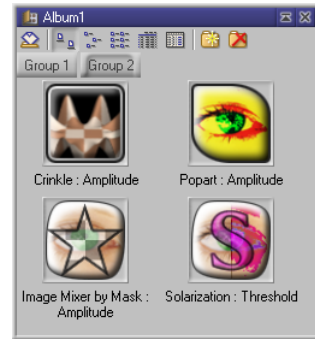 Album1
Group 1 Group 2
Crinkle : Amplitude Popart : Amplitude
Image Mixer by Mask : Solarization : Threshold
Amplitude